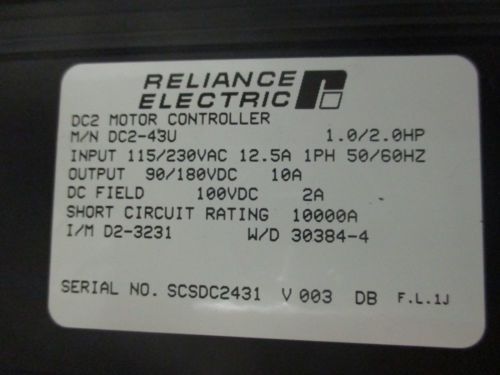 RELIANCE
ELECTRIC
DC2 MOTOR CONTROLLER
M/N DC2-43U 1.0/2.0HP
INPUT 115/230VAC 12.5A 1PH 50/60HZ
OUTPUT 90/180VDC 10A
DC FIELD 100VDC 2A
SHORT CIRCUIT RATING 10000A
I/M D2-3231 W/D 30384-4
SERIAL NO. SCSDC2431 V 003 DB F.L.1J